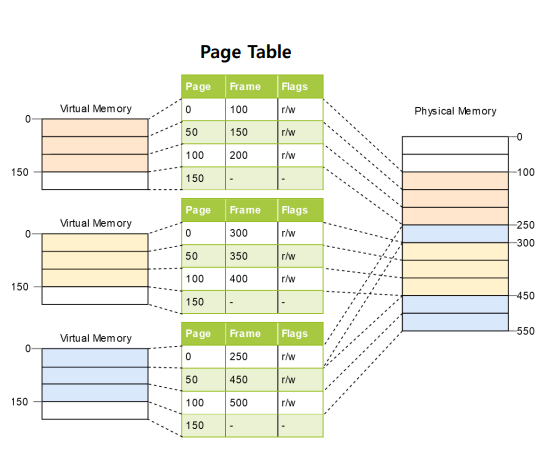 Page Table
Virtual Memory
0
150
Page Frame Flags
0 100 r/w
50 150 r/w
100 200 r/w
150 - -
Virtual Memory
0
150
Page Frame Flags
0 300 r/w
50 350 r/w
100 400 r/w
150 - -
Virtual Memory
0
150
Page Frame Flags
0 250 r/w
50 450 r/w
100 500 r/w
150 - -
Physical Memory
0
100
250
300
450
550